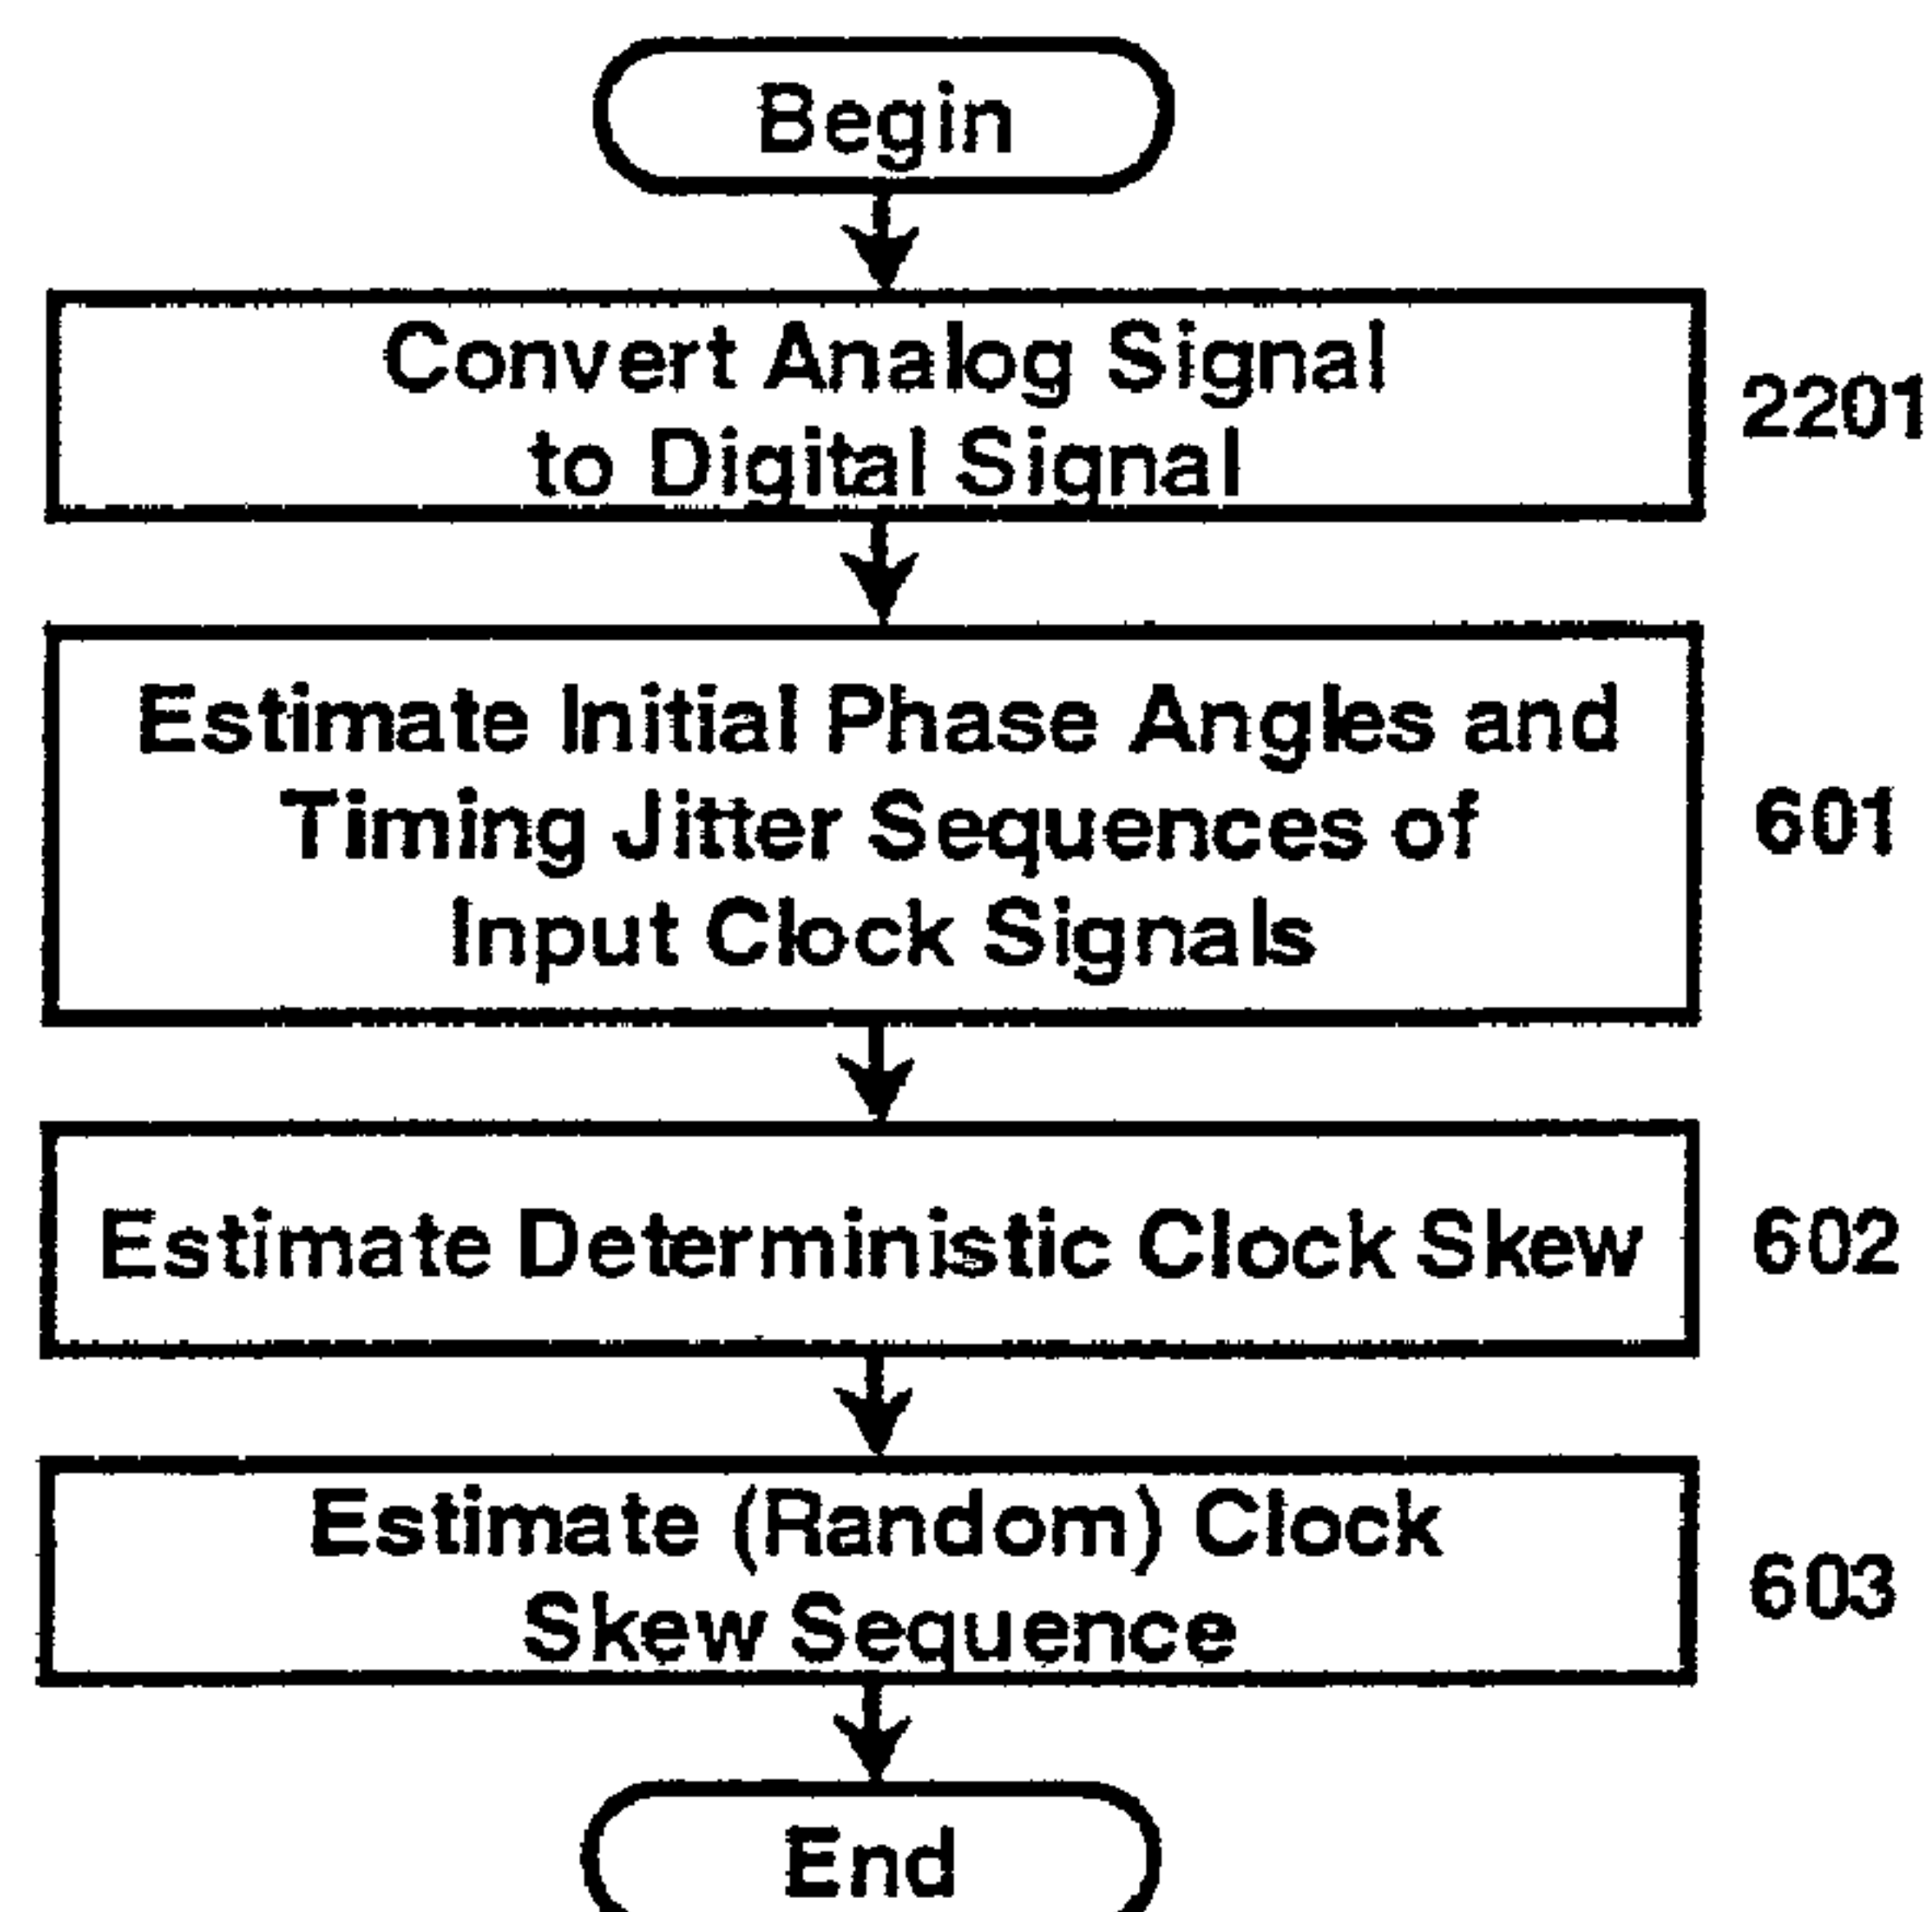 Begin
Convert Analog Signal
to Digital Signal
2201
Estimate Initial Phase Angles and
Timing Jitter Sequences of
Input Clock Signals
601
Estimate Deterministic Clock Skew
602
Estimate (Random) Clock
Skew Sequence
603
End